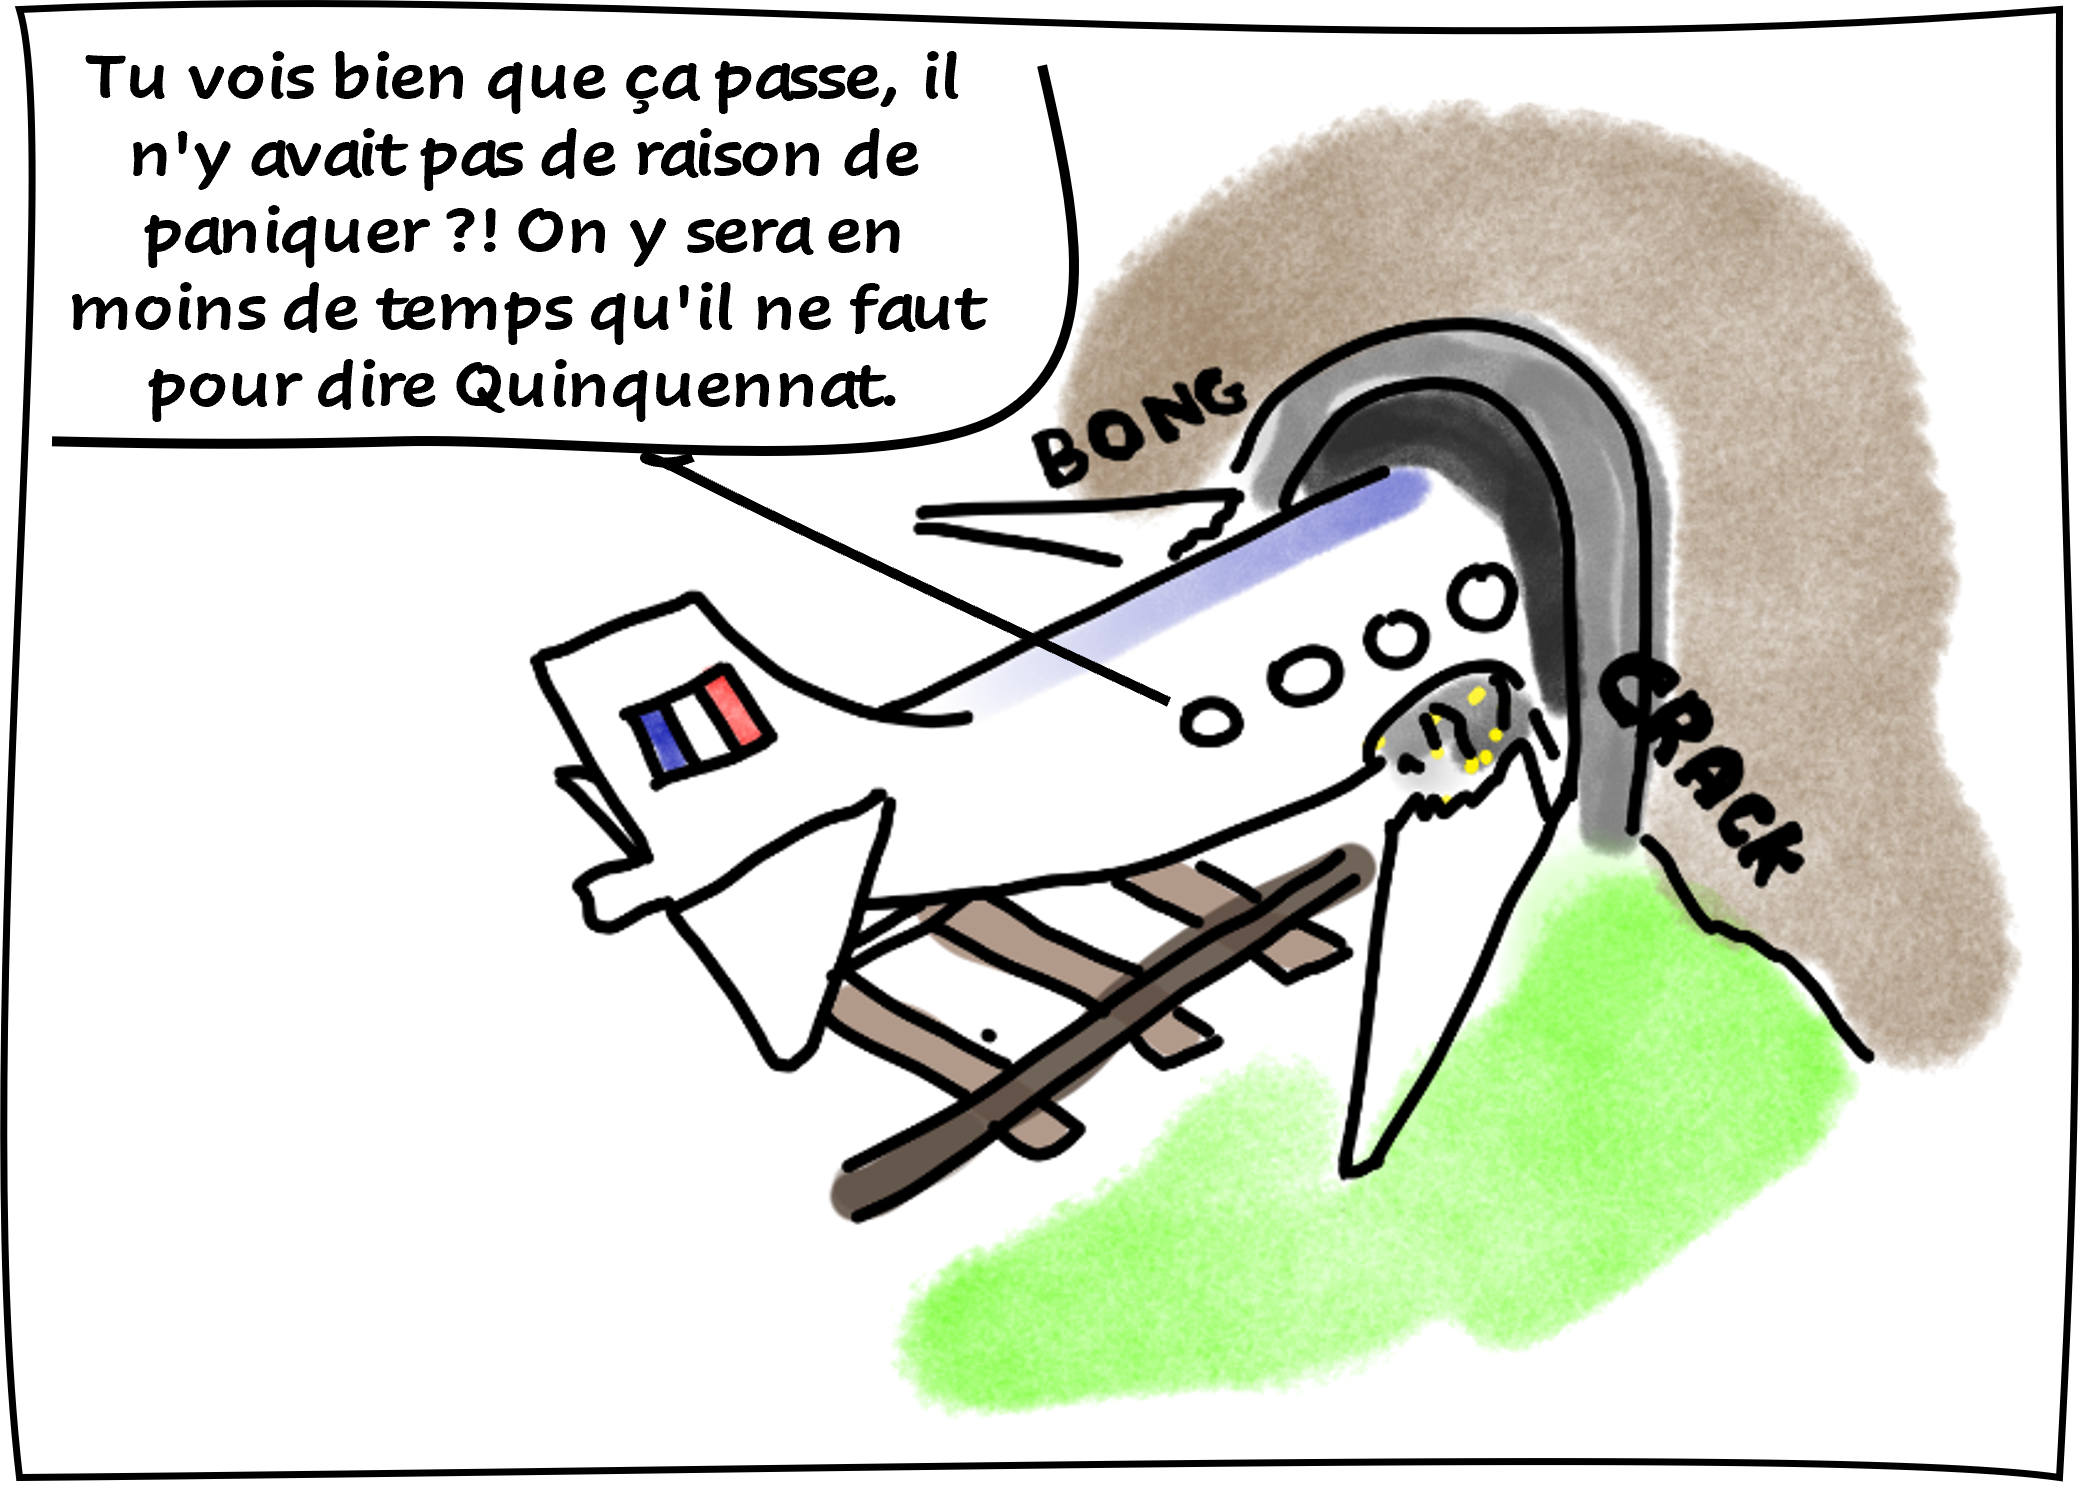 Tu vois bien que ça passe, il
n'y avait pas de raison de
paniquer ?! On y sera en
moins de temps qu'il ne faut
pour dire Quinquennat.
BONG
CRACK